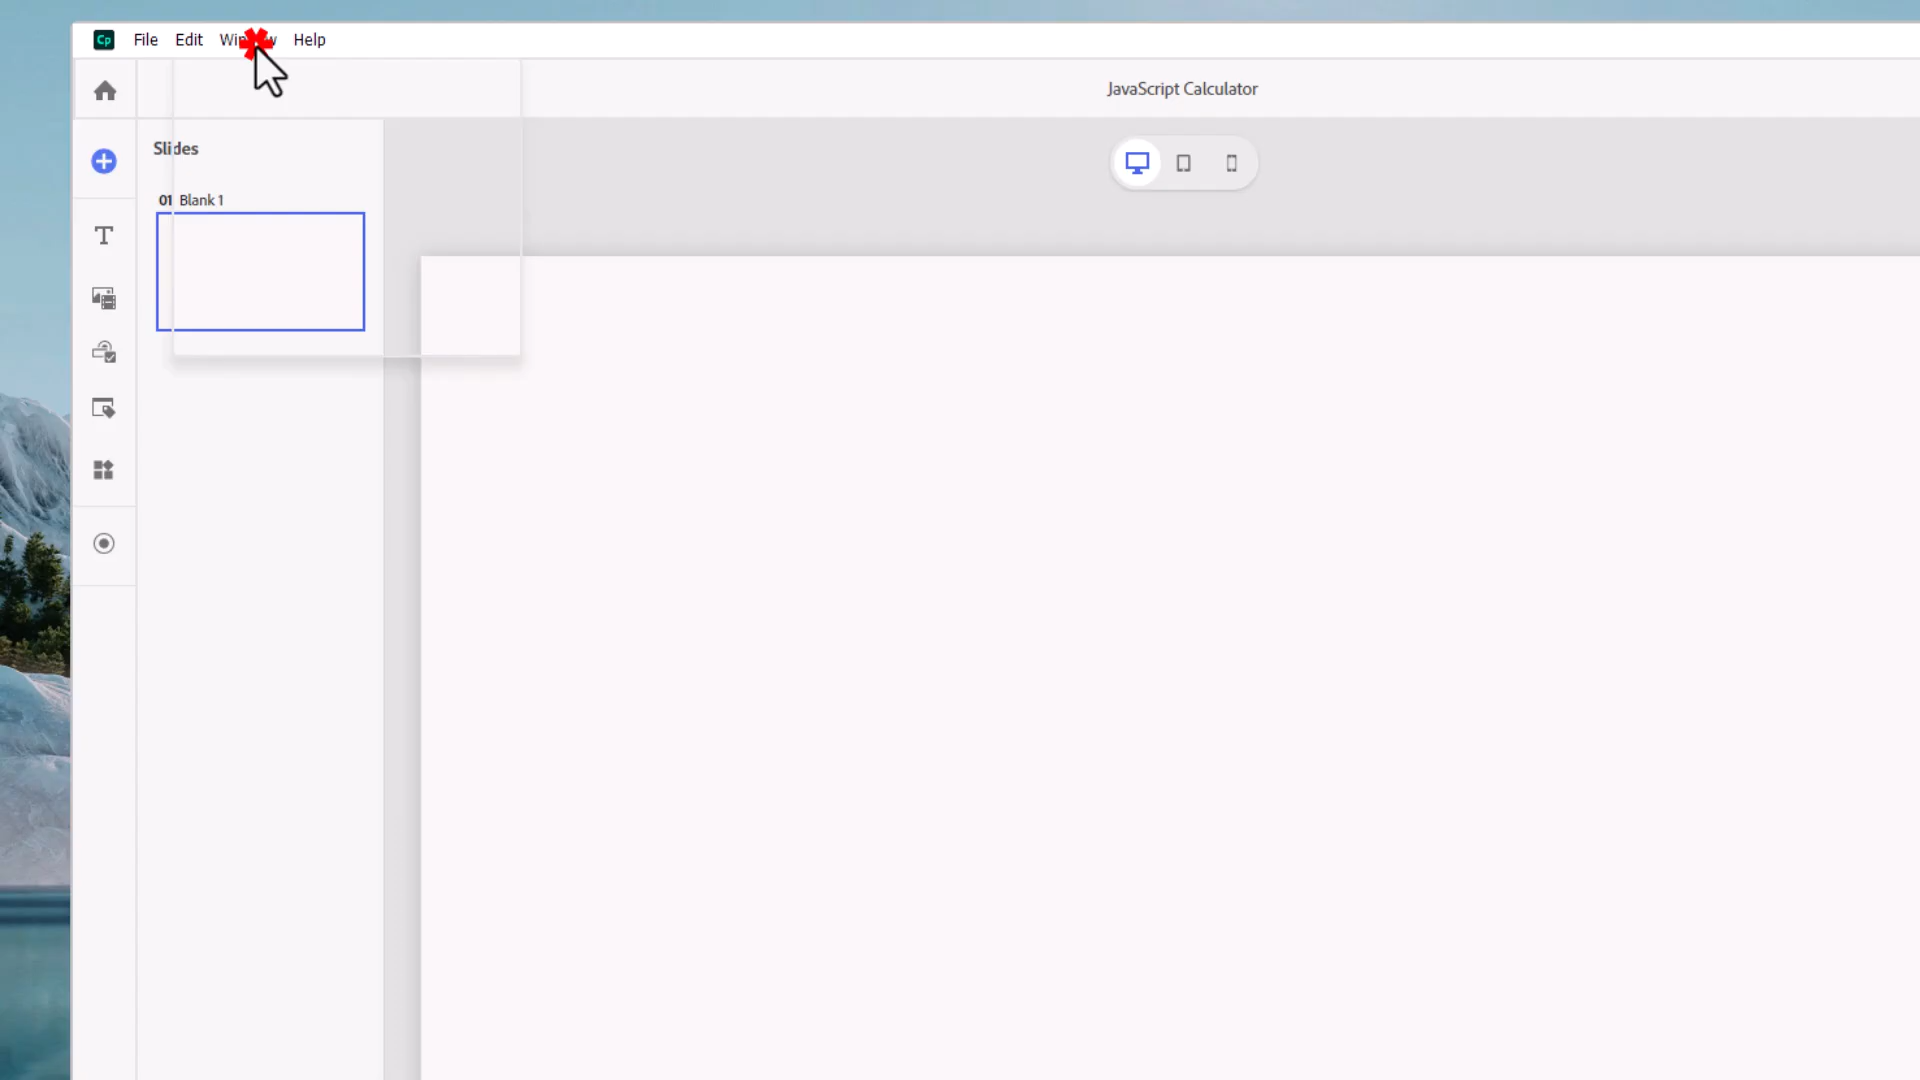 Cp File Edit Help
JavaScript Calculator
Slides
01 Blank 1